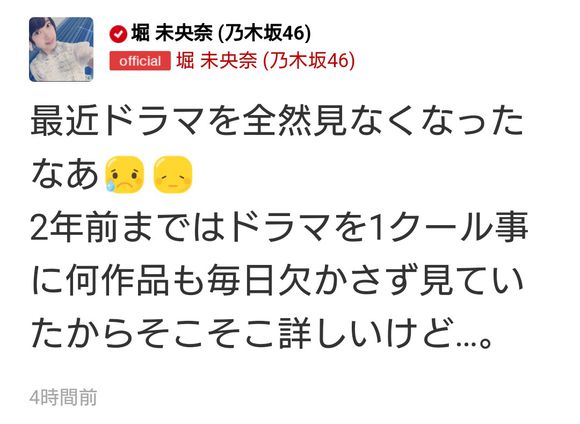 堀 未央奈 (乃木坂46)
official 堀 未央奈 (乃木坂46)
最近ドラマを全然見なくなった
なあ😥😞
2年前まではドラマを1クール事
に何作品も毎日欠かさず見てい
たからそこそこ詳しいけど…。
4時間前